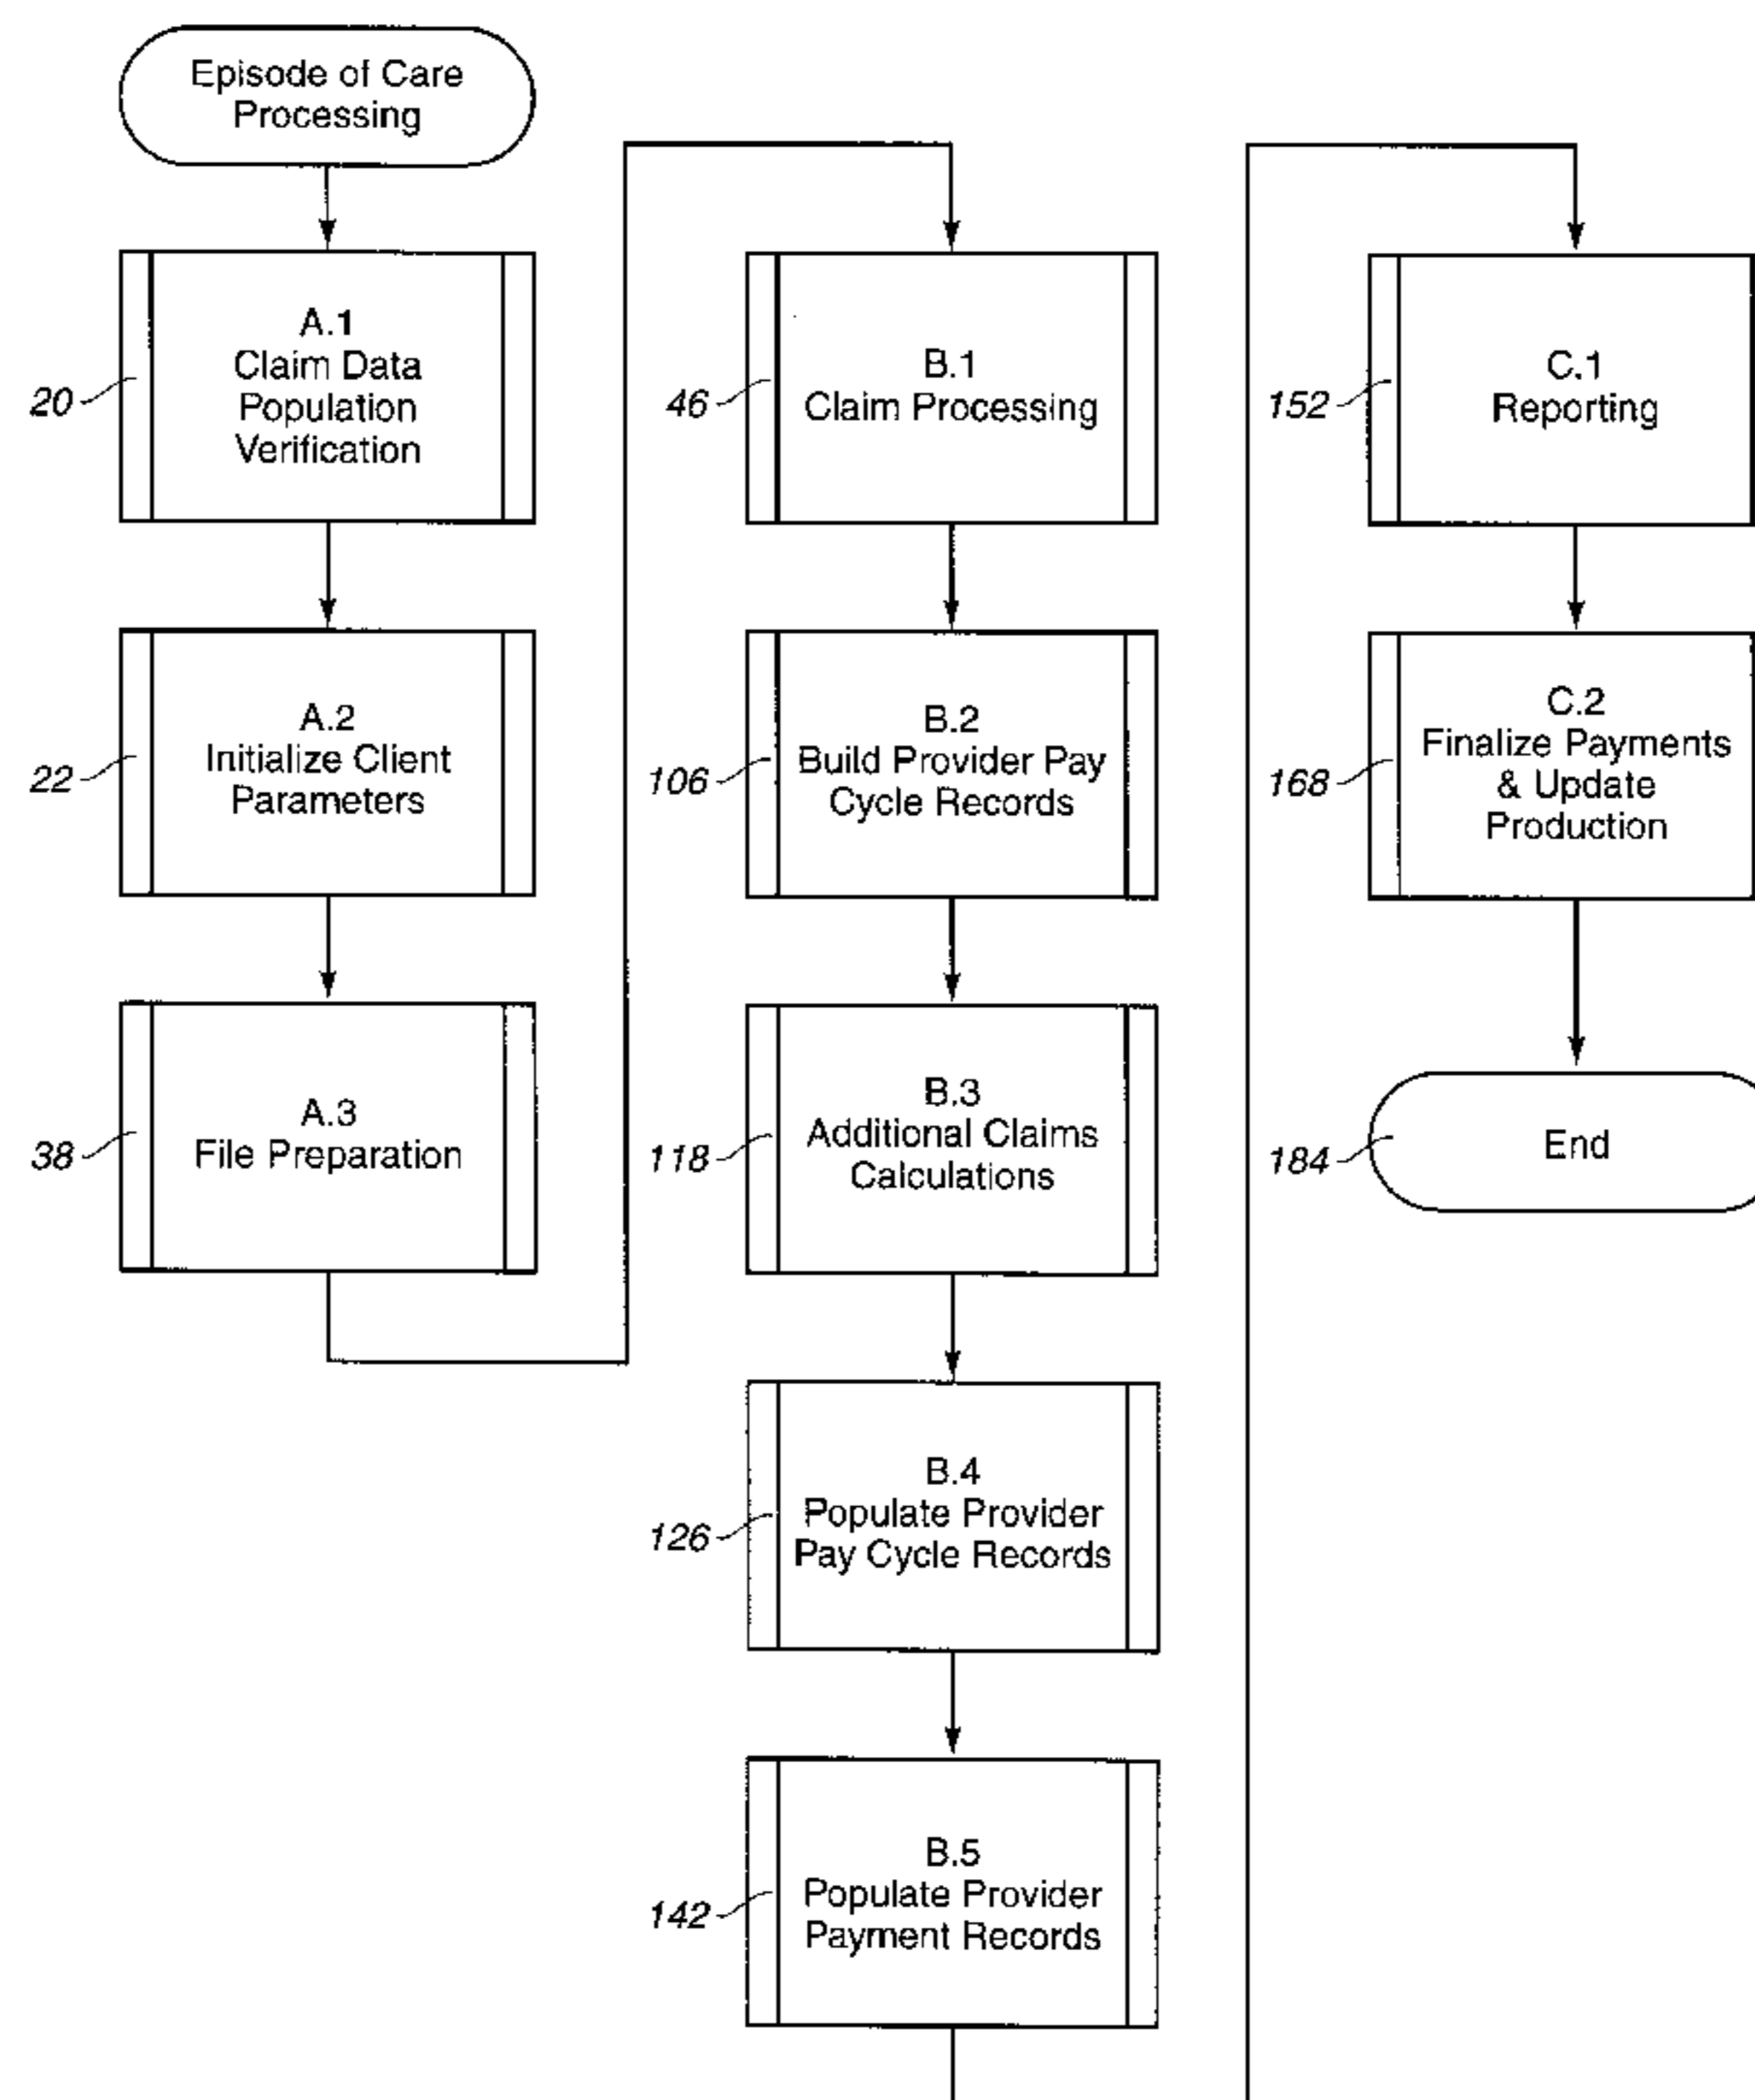 Episode of Care
Processing
A.1
Claim Data
Population
Verification
20
A.2
Initialize Client
Parameters
22
A.3
File Preparation
38
B.1
Claim Processing
46
B.2
Build Provider Pay
Cycle Records
106
B.3
Additional Claims
Calculations
118
B.4
Populate Provider
Pay Cycle Records
126
B.5
Populate Provider
Payment Records
142
C.1
Reporting
152
C.2
Finalize Payments
& Update
Production
168
End
184